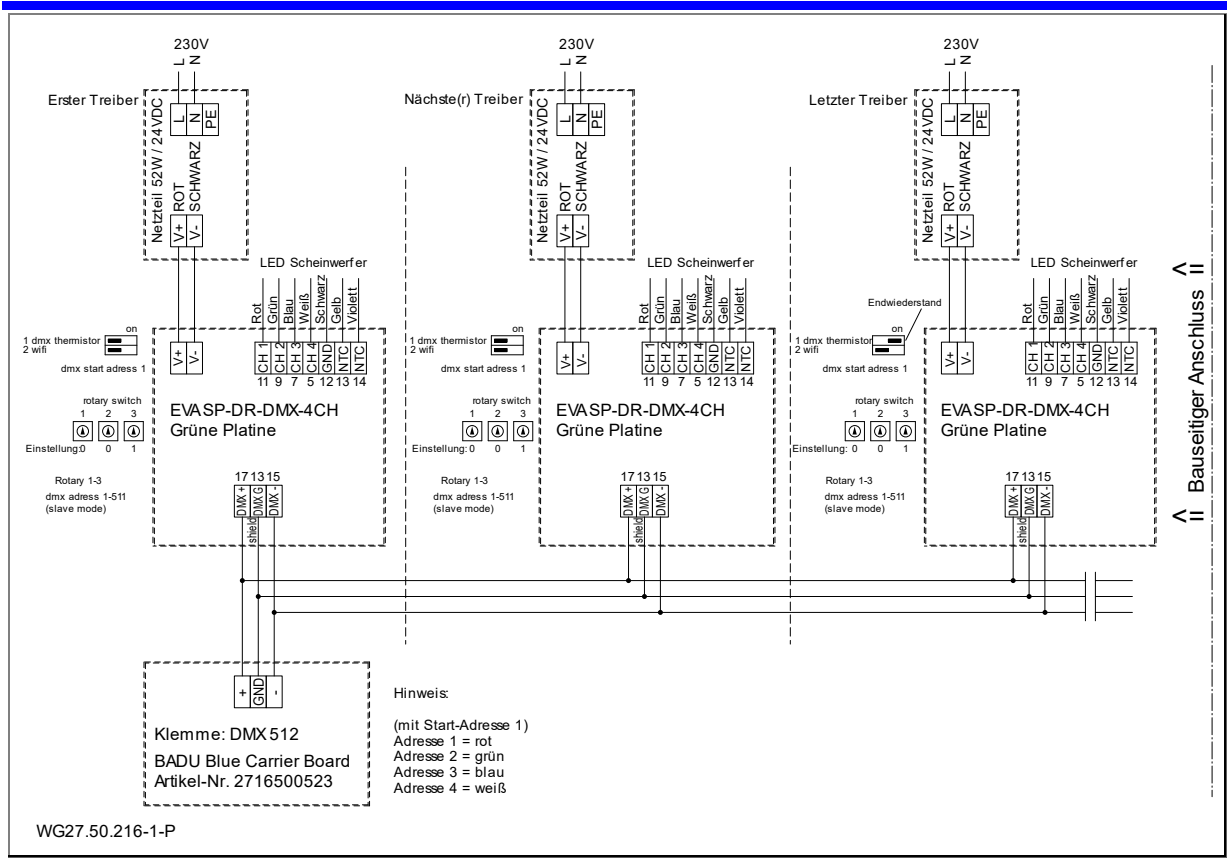 230V
L N
Erster Treiber
Netzteil 52W / 24VDC
L N PE
ROT
SCHWARZ
V+ V-
LED Scheinwerfer
Rot
Grün
Blau
Weiß
Schwarz
Gelb
Violett
on
1 dmx thermistor
2 wifi
dmx start adress 1
V+ V-
CH 1 CH 2 CH 3 CH 4 GND NTC NTC
11 9 7 5 12 13 14
rotary switch
1 2 3
Einstellung:0 0 1
EVASP-DR-DMX-4CH
Grüne Platine
Rotary 1-3
dmx adress 1-511
(slave mode)
17 13 15
DMX + DMX G DMX -
shield
230V
L N
Nächste(r) Treiber
Netzteil 52W / 24VDC
L N PE
ROT
SCHWARZ
V+ V-
LED Scheinwerfer
Rot
Grün
Blau
Weiß
Schwarz
Gelb
Violett
on
1 dmx thermistor
2 wifi
dmx start adress 1
V+ V-
CH 1 CH 2 CH 3 CH 4 GND NTC NTC
11 9 7 5 12 13 14
rotary switch
1 2 3
Einstellung:0 0 1
EVASP-DR-DMX-4CH
Grüne Platine
Rotary 1-3
dmx adress 1-511
(slave mode)
17 13 15
DMX + DMX G DMX -
shield
230V
L N
Letzter Treiber
Netzteil 52W / 24VDC
L N PE
ROT
SCHWARZ
V+ V-
LED Scheinwerfer
Rot
Grün
Blau
Weiß
Schwarz
Gelb
Violett
Endwiederstand
on
1 dmx thermistor
2 wifi
dmx start adress 1
V+ V-
CH 1 CH 2 CH 3 CH 4 GND NTC NTC
11 9 7 5 12 13 14
rotary switch
1 2 3
Einstellung: 0 0 1
EVASP-DR-DMX-4CH
Grüne Platine
Rotary 1-3
dmx adress 1-511
(slave mode)
17 13 15
DMX + DMX G DMX -
shield
<= Bauseitiger Anschluss =>
+ GND -
Klemme: DMX 512
BADU Blue Carrier Board
Artikel-Nr. 2716500523
Hinweis:
(mit Start-Adresse 1)
Adresse 1 = rot
Adresse 2 = grün
Adresse 3 = blau
Adresse 4 = weiß
WG27.50.216-1-P